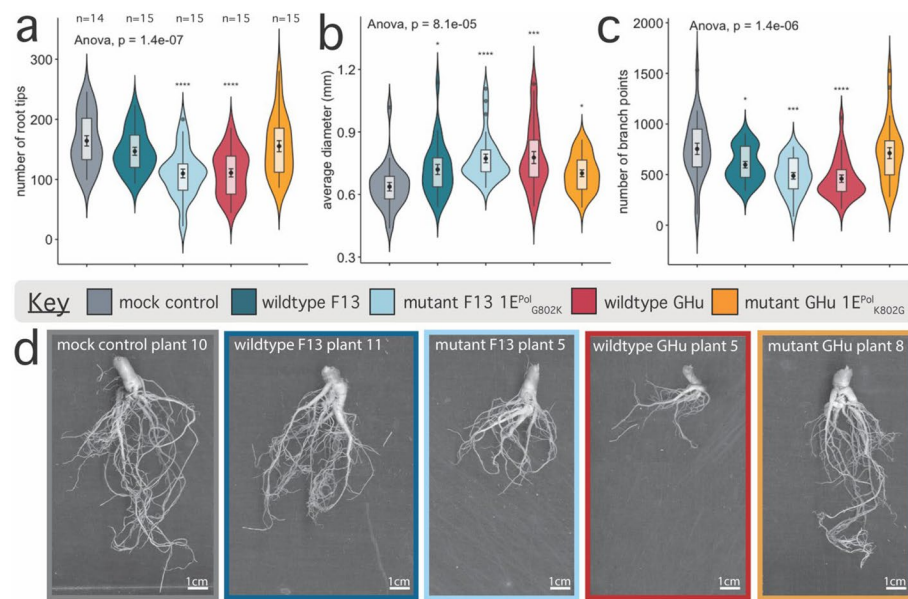 a
n=14 n=15 n=15 n=15 n=15
Anova, p = 1.4e-07
**** ****
number of root tips
300
200
100
0
b
Anova, p = 8.1e-05
* **** *** *
average diameter (mm)
1.2
0.9
0.6
0.3
c
Anova, p = 1.4e-06
* *** ****
number of branch points
2000
1500
1000
500
0
Key mock control wildtype F13 mutant F13 1E^Pol_G802K wildtype GHu mutant GHu 1E^Pol_K802G
d
mock control plant 10
1cm
wildtype F13 plant 11
1cm
mutant F13 plant 5
1cm
wildtype GHu plant 5
1cm
mutant GHu plant 8
1cm